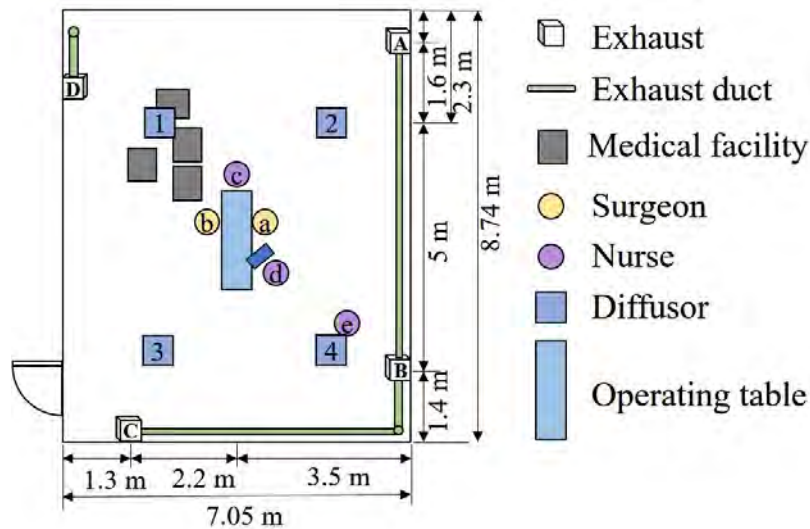 A
D
1
2
c
b
a
d
e
3
4
B
C
1.6 m
2.3 m
5 m
8.74 m
1.4 m
1.3 m
2.2 m
3.5 m
7.05 m
Exhaust
Exhaust duct
Medical facility
Surgeon
Nurse
Diffusor
Operating table